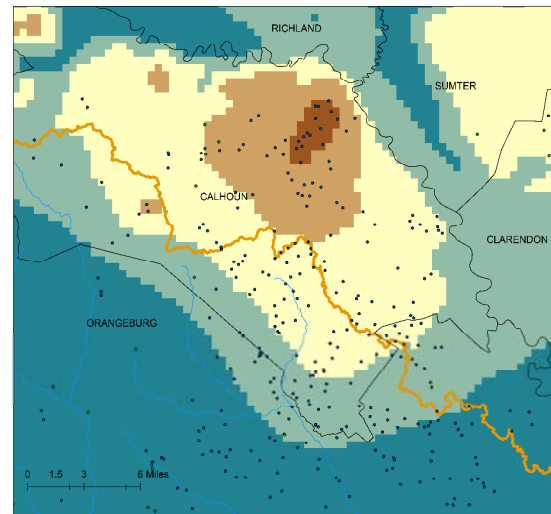 RICHLAND
SUMTER
CALHOUN
CLARENDON
ORANGEBURG
0 1.5 3 6 Miles